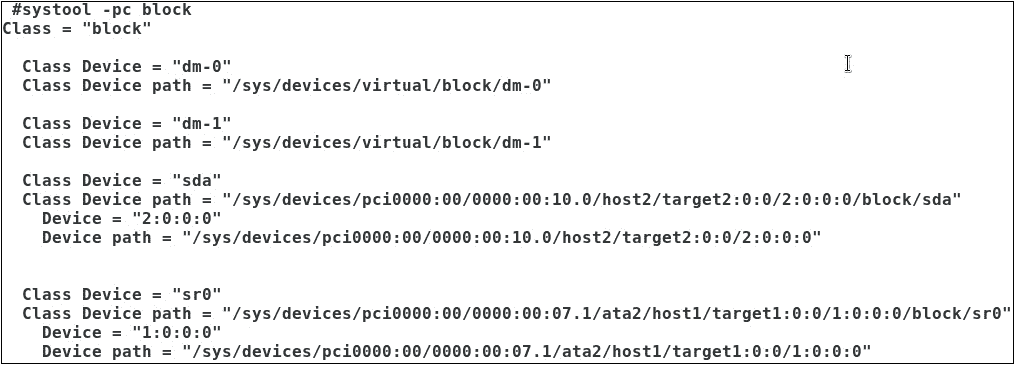 #systool -pc block
Class = "block"
Class Device = "dm-0"
Class Device path = "/sys/devices/virtual/block/dm-0"
Class Device = "dm-1"
Class Device path = "/sys/devices/virtual/block/dm-1"
Class Device = "sda"
Class Device path = "/sys/devices/pci0000:00/0000:00:10.0/host2/target2:0:0/2:0:0:0/block/sda"
Device = "2:0:0:0"
Device path = "/sys/devices/pci0000:00/0000:00:10.0/host2/target2:0:0/2:0:0:0"
Class Device = "sr0"
Class Device path = "/sys/devices/pci0000:00/0000:00:07.1/ata2/host1/target1:0:0/1:0:0:0/block/sr0"
Device = "1:0:0:0"
Device path = "/sys/devices/pci0000:00/0000:00:07.1/ata2/host1/target1:0:0/1:0:0:0"